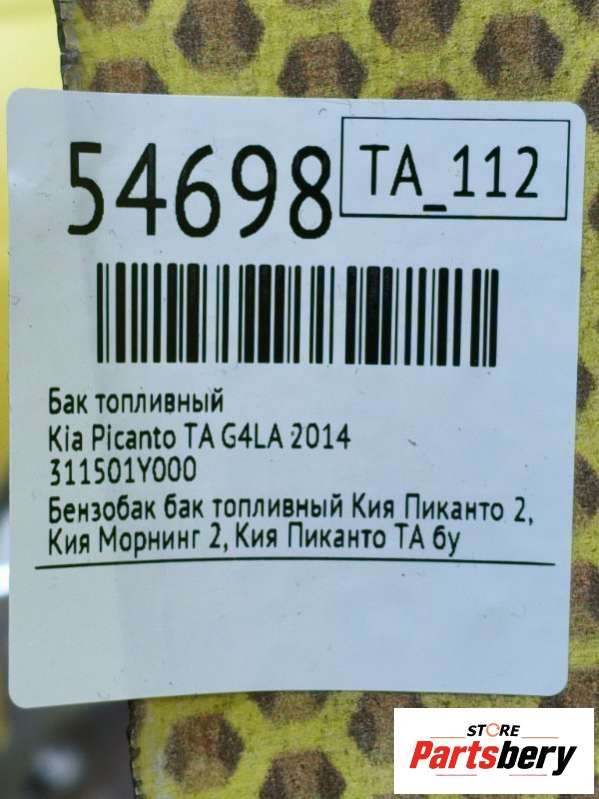 54698
TA_112
Бак топливный
Kia Picanto TA G4LA 2014
311501Y000
Бензобак бак топливный Кия Пиканто 2,
Кия Морнинг 2, Кия Пиканто ТА бу
STORE
Partsbery